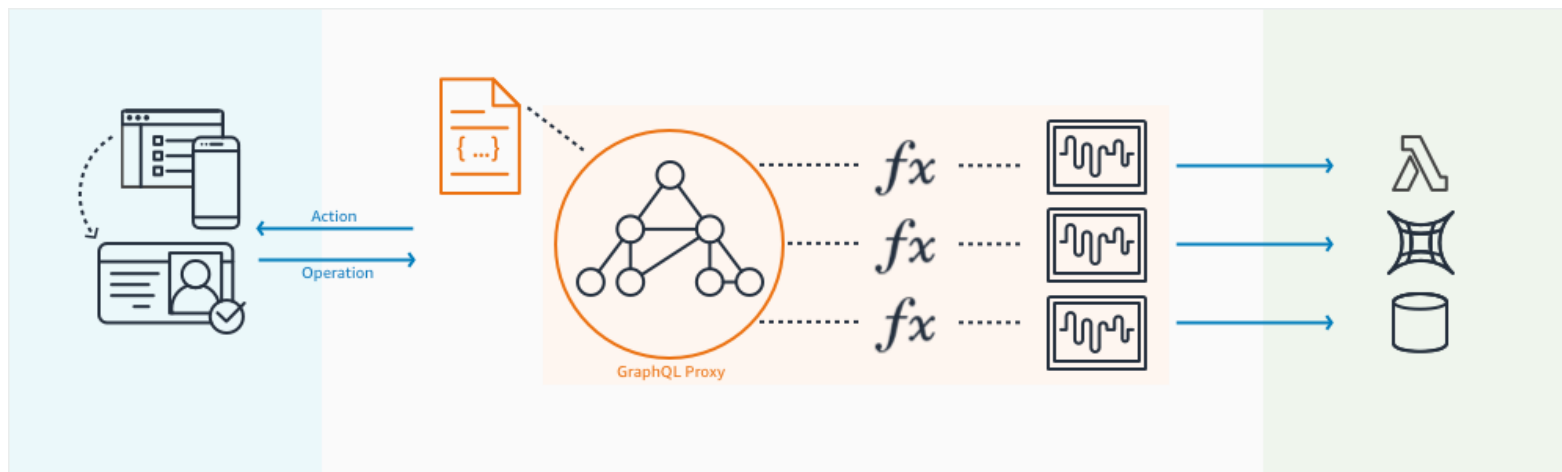 { ... }
Action
Operation
fx
fx
fx
GraphQL Proxy